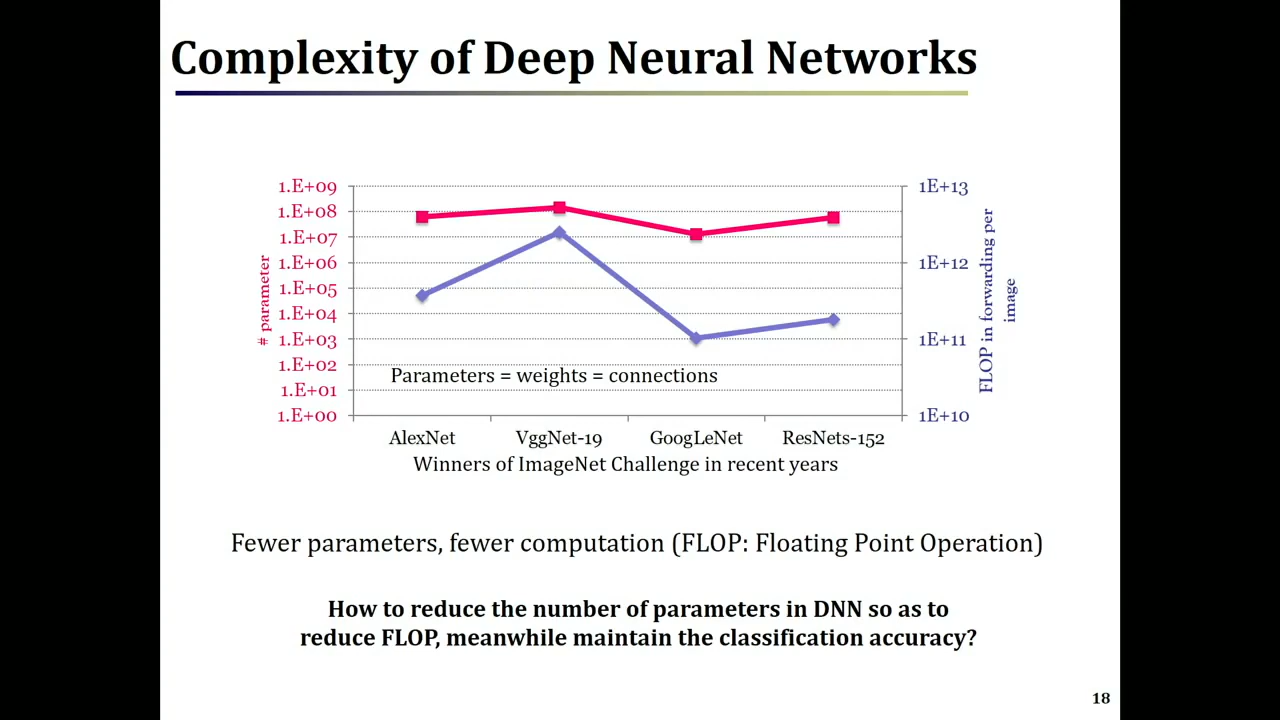 Complexity of Deep Neural Networks
1.E+09
1.E+08
1.E+07
1.E+06
1.E+05
1.E+04
1.E+03
1.E+02
1.E+01
1.E+00
# parameter
1E+13
1E+12
1E+11
1E+10
FLOP in forwarding per
image
Parameters = weights = connections
AlexNet VggNet-19 GoogLeNet ResNets-152
Winners of ImageNet Challenge in recent years
Fewer parameters, fewer computation (FLOP: Floating Point Operation)
How to reduce the number of parameters in DNN so as to
reduce FLOP, meanwhile maintain the classification accuracy?
18